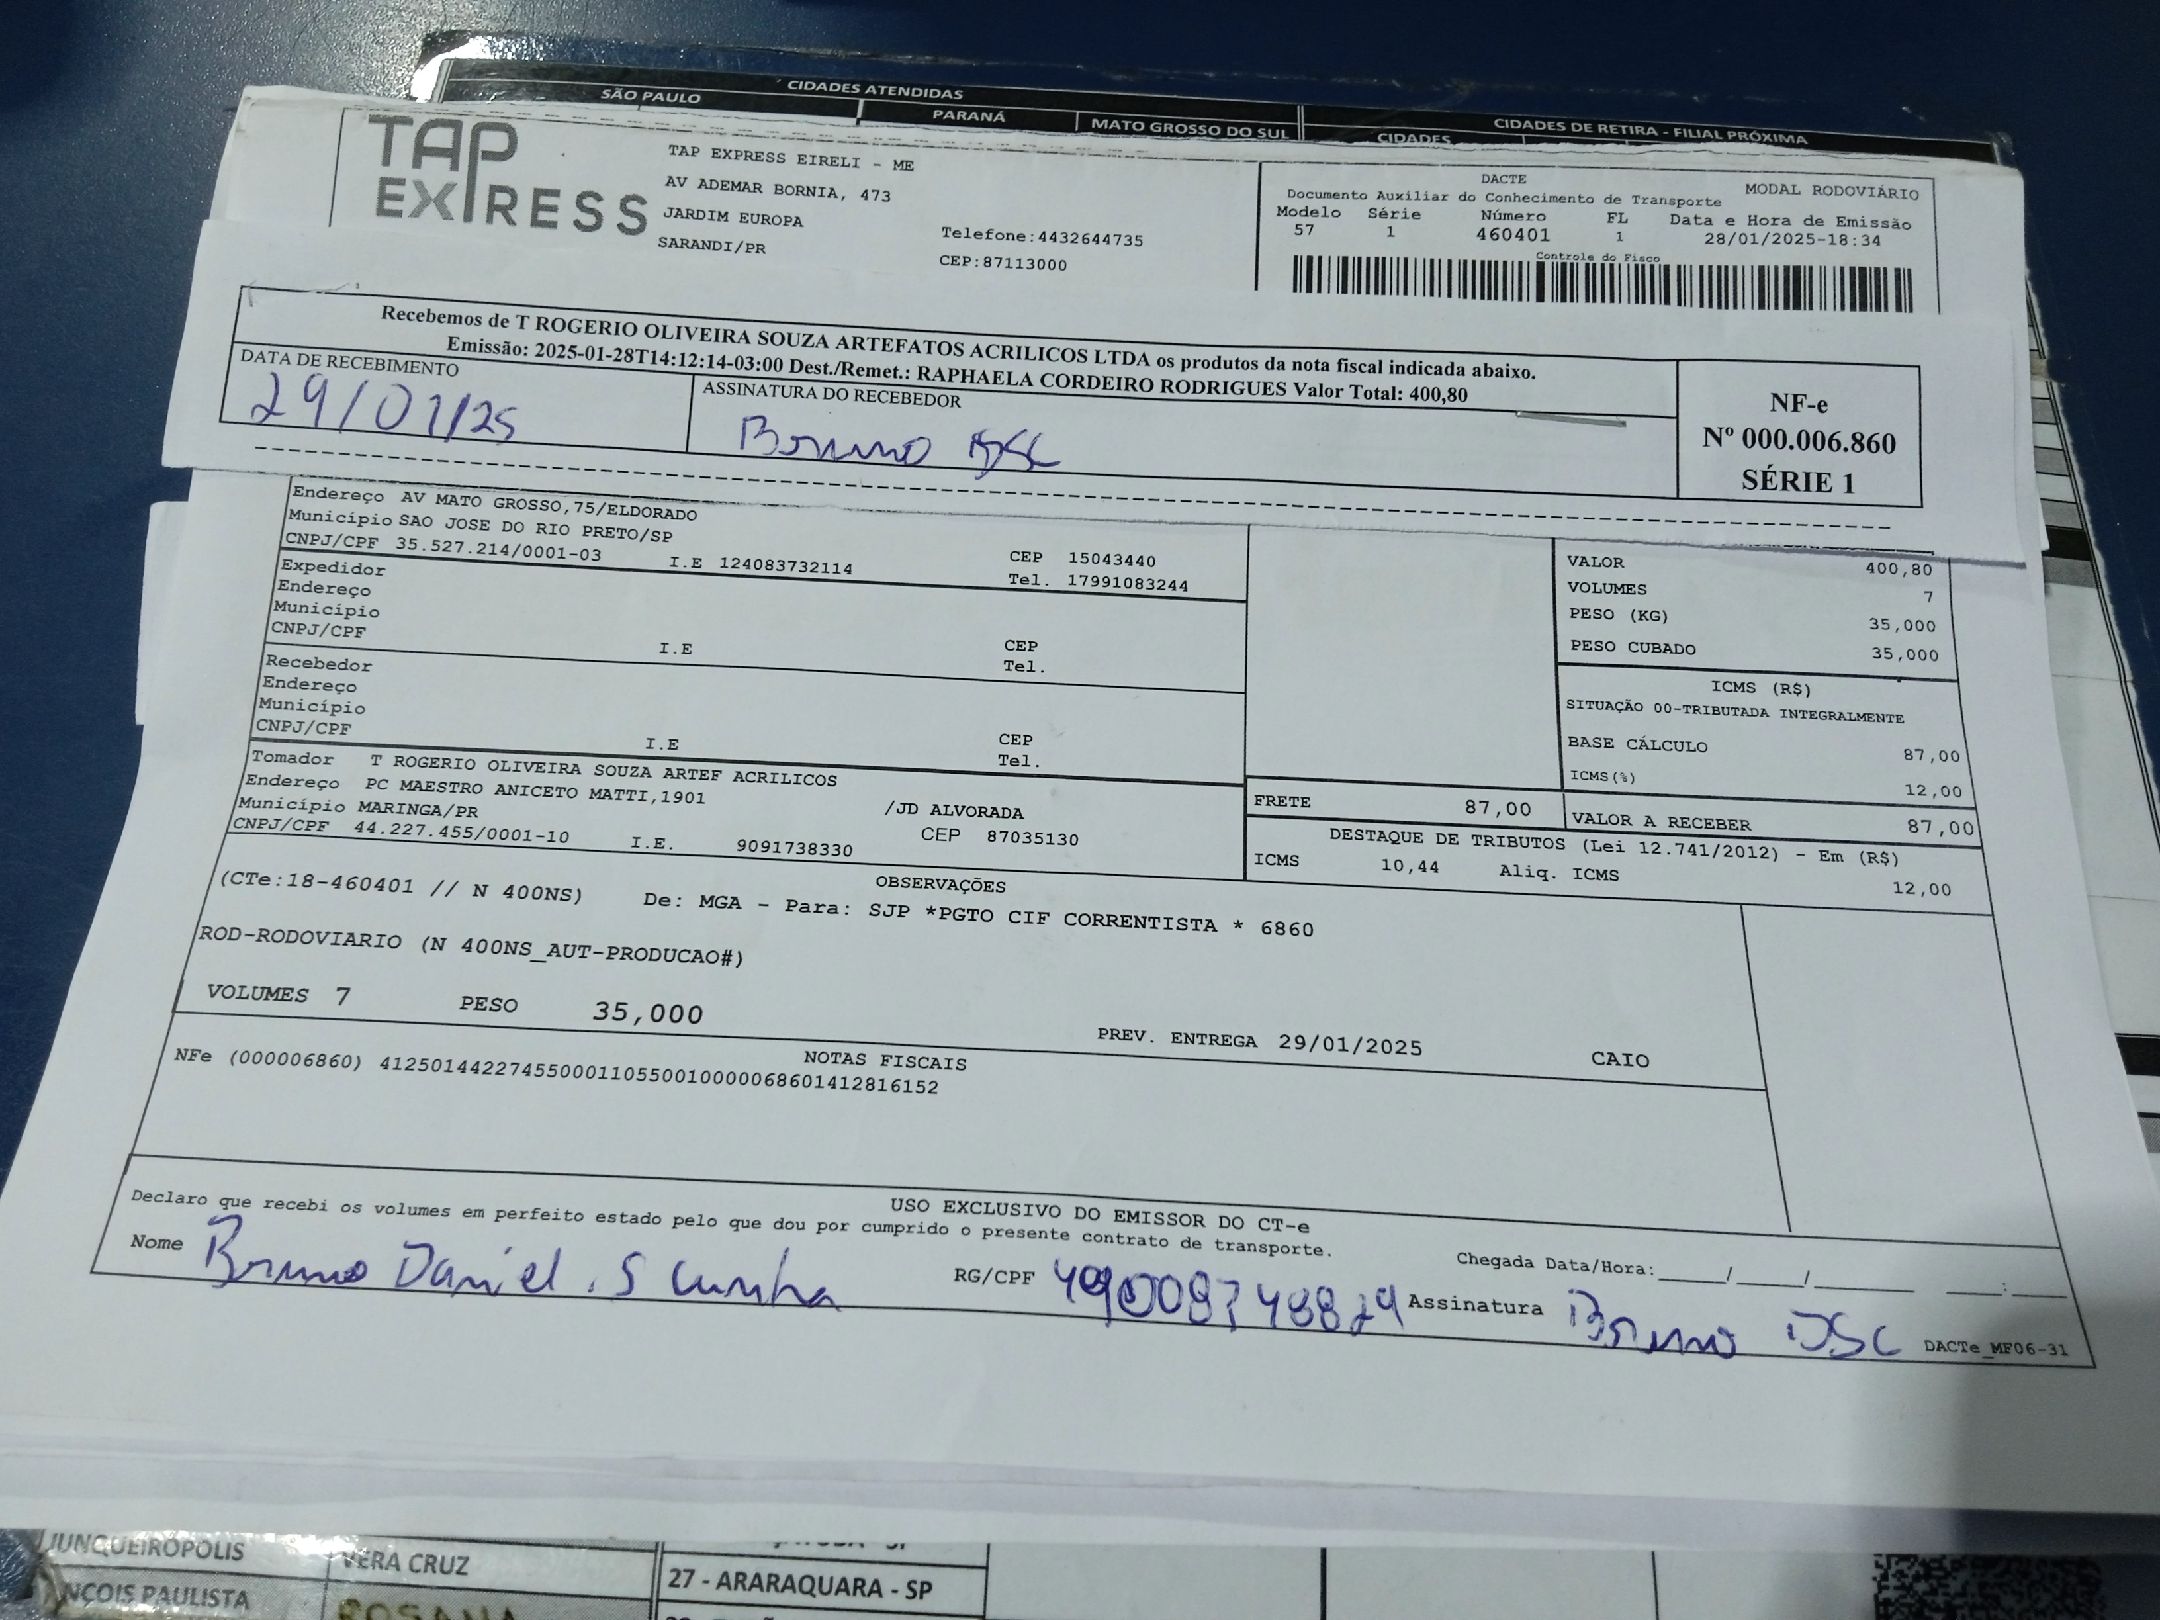 CIDADES ATENDIDAS
SÃO PAULO
PARANÁ
MATO GROSSO DO SUL
CIDADES
CIDADES DE RETIRA - FILIAL PRÓXIMA
TAP EXPRESS
TAP EXPRESS EIRELI - ME
AV ADEMAR BORNIA, 473
JARDIM EUROPA
SARANDI/PR
Telefone:4432644735
CEP:87113000
DACTE
MODAL RODOVIÁRIO
Documento Auxiliar do Conhecimento de Transporte
Modelo Série Número FL Data e Hora de Emissão
57 1 460401 1 28/01/2025-18:34
Controle do Fisco
Recebemos de T ROGERIO OLIVEIRA SOUZA ARTEFATOS ACRILICOS LTDA os produtos da nota fiscal indicada abaixo.
Emissão: 2025-01-28T14:12:14-03:00 Dest./Remet.: RAPHAELA CORDEIRO RODRIGUES Valor Total: 400,80
DATA DE RECEBIMENTO
29/01/25
ASSINATURA DO RECEBEDOR
Bruno DSC
NF-e
Nº 000.006.860
SÉRIE 1
Endereço AV MATO GROSSO,75/ELDORADO
Município SAO JOSE DO RIO PRETO/SP
CNPJ/CPF 35.527.214/0001-03 I.E 124083732114
CEP 15043440
Tel. 17991083244
Expedidor
Endereço
Município
CNPJ/CPF I.E CEP
Tel.
Recebedor
Endereço
Município
CNPJ/CPF I.E CEP
Tel.
Tomador T ROGERIO OLIVEIRA SOUZA ARTEF ACRILICOS
Endereço PC MAESTRO ANICETO MATTI,1901 /JD ALVORADA
Município MARINGA/PR CEP 87035130
CNPJ/CPF 44.227.455/0001-10 I.E. 9091738330
VALOR 400,80
VOLUMES 7
PESO (KG) 35,000
PESO CUBADO 35,000
ICMS (R$)
SITUAÇÃO 00-TRIBUTADA INTEGRALMENTE
BASE CÁLCULO 87,00
ICMS(%) 12,00
FRETE 87,00 VALOR A RECEBER 87,00
DESTAQUE DE TRIBUTOS (Lei 12.741/2012) - Em (R$)
ICMS 10,44 Aliq. ICMS 12,00
OBSERVAÇÕES
(CTe:18-460401 // N 400NS) De: MGA - Para: SJP *PGTO CIF CORRENTISTA * 6860
ROD-RODOVIARIO (N 400NS_AUT-PRODUCAO#)
VOLUMES 7 PESO 35,000
PREV. ENTREGA 29/01/2025 CAIO
NOTAS FISCAIS
NFe (000006860) 41250144227455000110550010000068601412816152
USO EXCLUSIVO DO EMISSOR DO CT-e
Declaro que recebi os volumes em perfeito estado pelo que dou por cumprido o presente contrato de transporte.
Chegada Data/Hora:_____/_____/________ ____:____
Nome Bruno Daniel .S Cunha RG/CPF 49008748829 Assinatura Bruno DSC
DACTe_MF06-31
JUNQUEIRÓPOLIS
VERA CRUZ
27 - ARARAQUARA - SP
PAULISTA
ROSANA